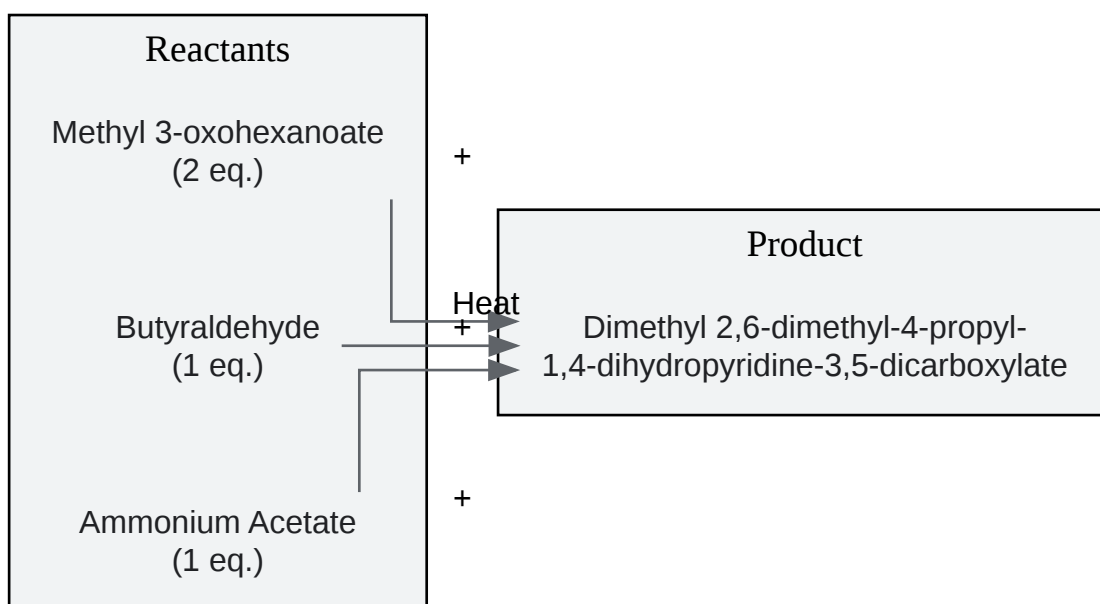 Reactants
Methyl 3-oxohexanoate
(2 eq.)
+
Product
Heat
Butyraldehyde
(1 eq.)
+
Dimethyl 2,6-dimethyl-4-propyl-
1,4-dihydropyridine-3,5-dicarboxylate
+
Ammonium Acetate
(1 eq.)